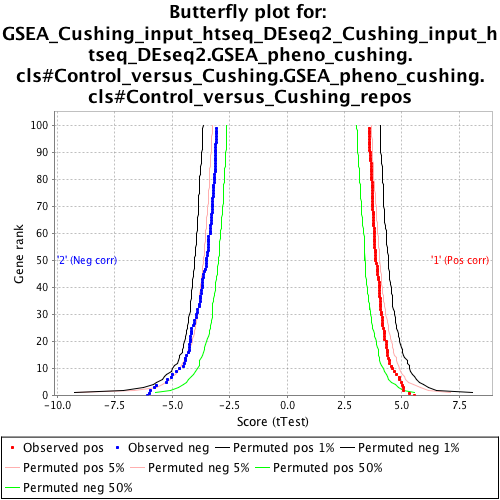 Butterfly plot for:
GSEA_Cushing_input_htseq_DEseq2_Cushing_input_h
tseq_DEseq2.GSEA_pheno_cushing.
cls#Control_versus_Cushing.GSEA_pheno_cushing.
cls#Control_versus_Cushing_repos
100
90
80
70
60
50
40
30
20
10
0
Gene rank
'2' (Neg corr)
'1' (Pos corr)
-10.0 -7.5 -5.0 -2.5 0.0 2.5 5.0 7.5
Score (tTest)
Observed pos Observed neg Permuted pos 1% Permuted neg 1%
Permuted pos 5% Permuted neg 5% Permuted pos 50%
Permuted neg 50%